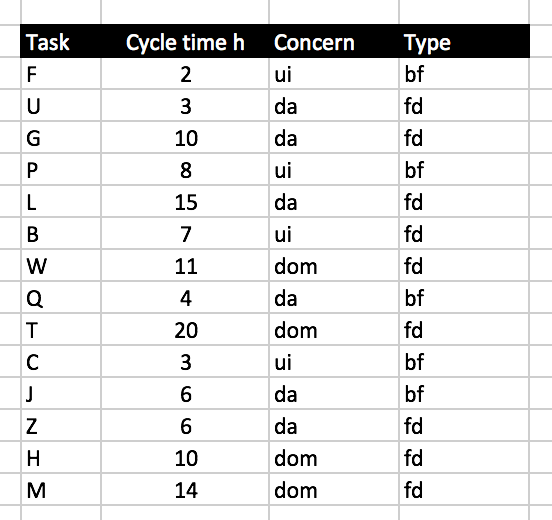 Task Cycle time h Concern Type
F 2 ui bf
U 3 da fd
G 10 da fd
P 8 ui bf
L 15 da fd
B 7 ui fd
W 11 dom fd
Q 4 da bf
T 20 dom fd
C 3 ui bf
J 6 da bf
Z 6 da fd
H 10 dom fd
M 14 dom fd